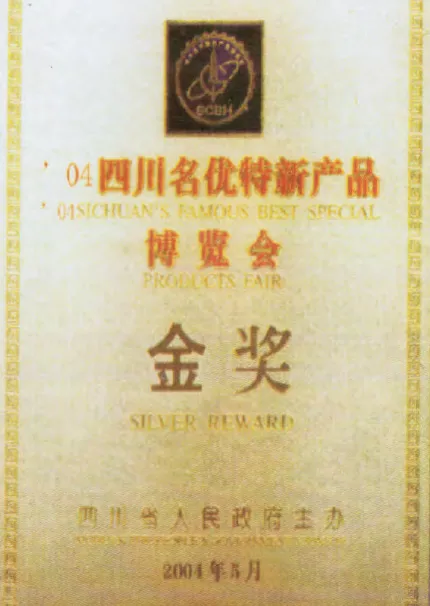 SCBH
04四川名优特新产品
04SICHUAN'S FAMOUS BEST SPECIAL
博览会
PRODUCTS FAIR
金奖
SILVER REWARD
四川省人民政府主办
2004年5月